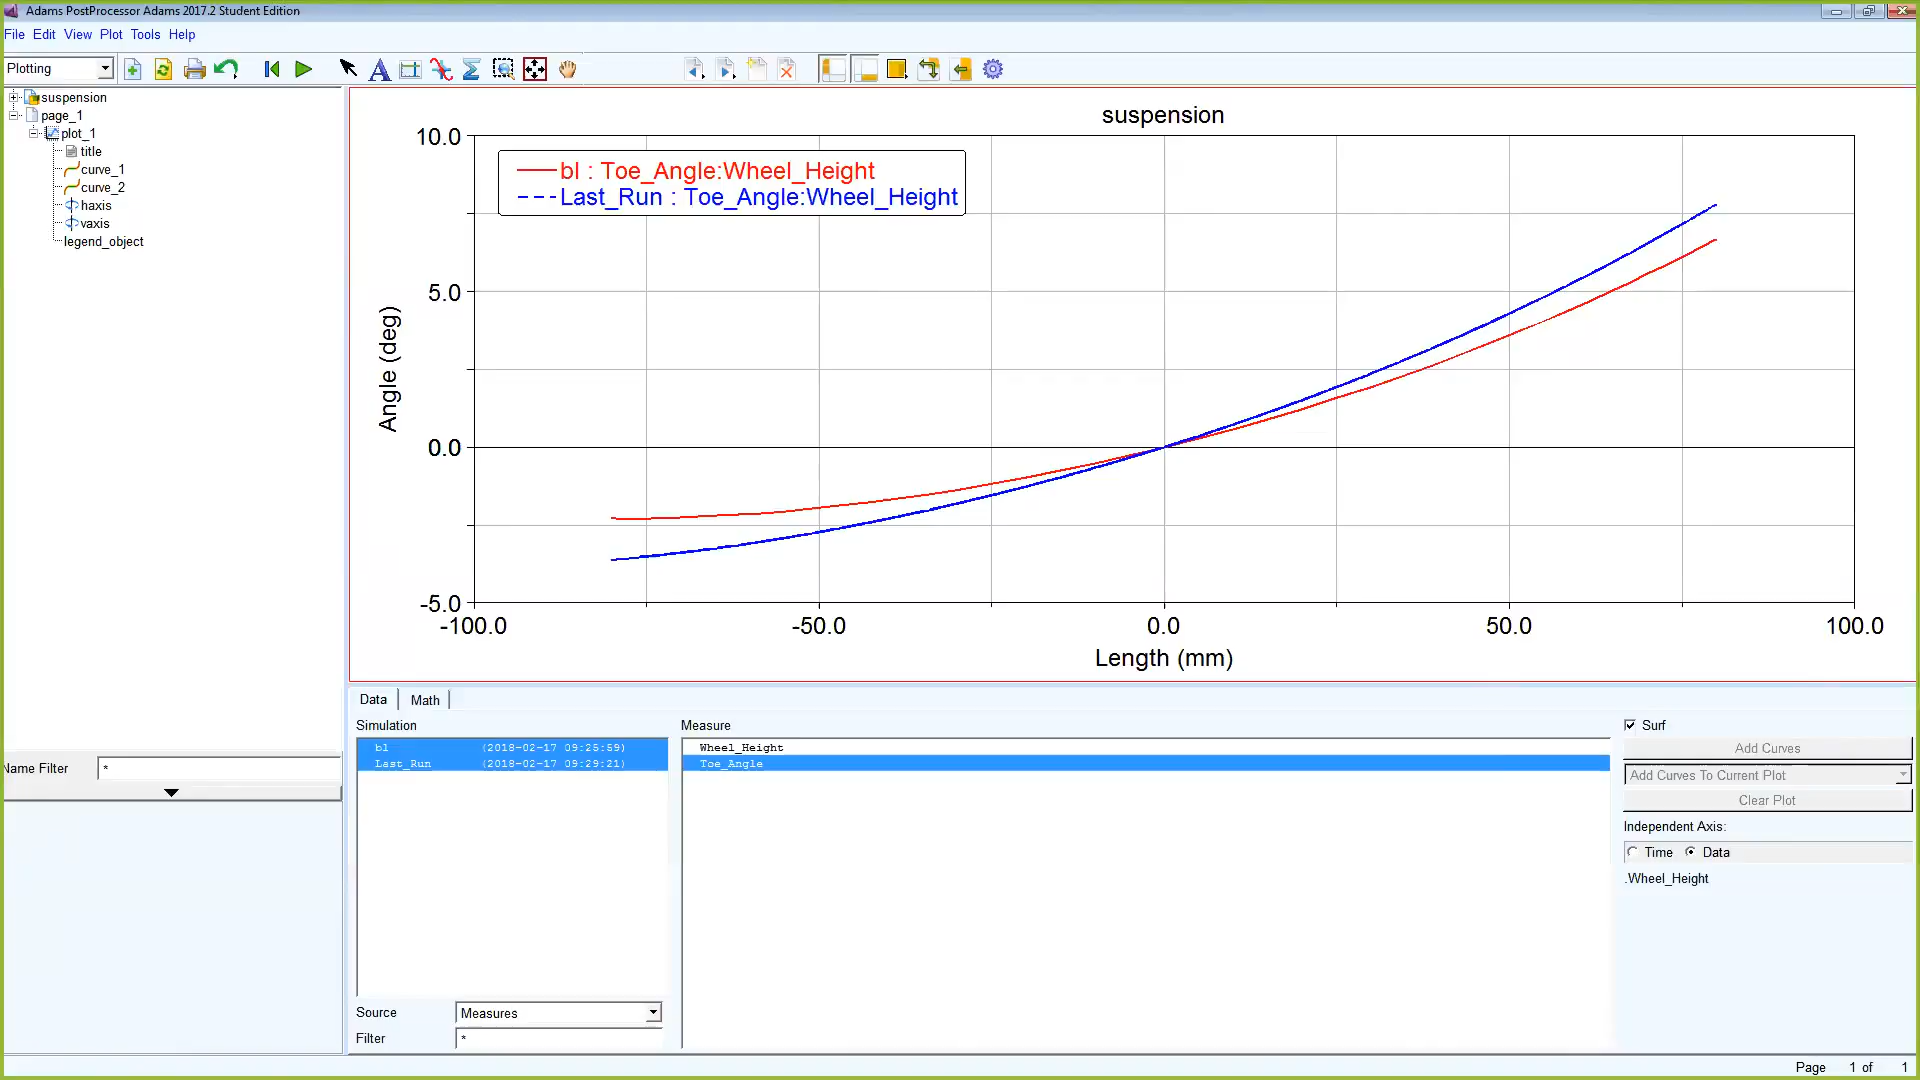 Adams PostProcessor Adams 2017.2 Student Edition
File Edit View Plot Tools Help
Plotting
suspension
page_1
plot_1
title
curve_1
curve_2
haxis
vaxis
legend_object
Name Filter *
suspension
bl : Toe_Angle:Wheel_Height
Last_Run : Toe_Angle:Wheel_Height
10.0
5.0
0.0
-5.0
Angle (deg)
-100.0 -50.0 0.0 50.0 100.0
Length (mm)
Data Math
Simulation
bl (2018-02-17 09:25:59)
Last_Run (2018-02-17 09:29:21)
Source Measures
Filter *
Measure
Wheel_Height
Toe_Angle
Surf
Add Curves
Add Curves To Current Plot
Clear Plot
Independent Axis:
Time Data
.Wheel_Height
Page 1 of 1